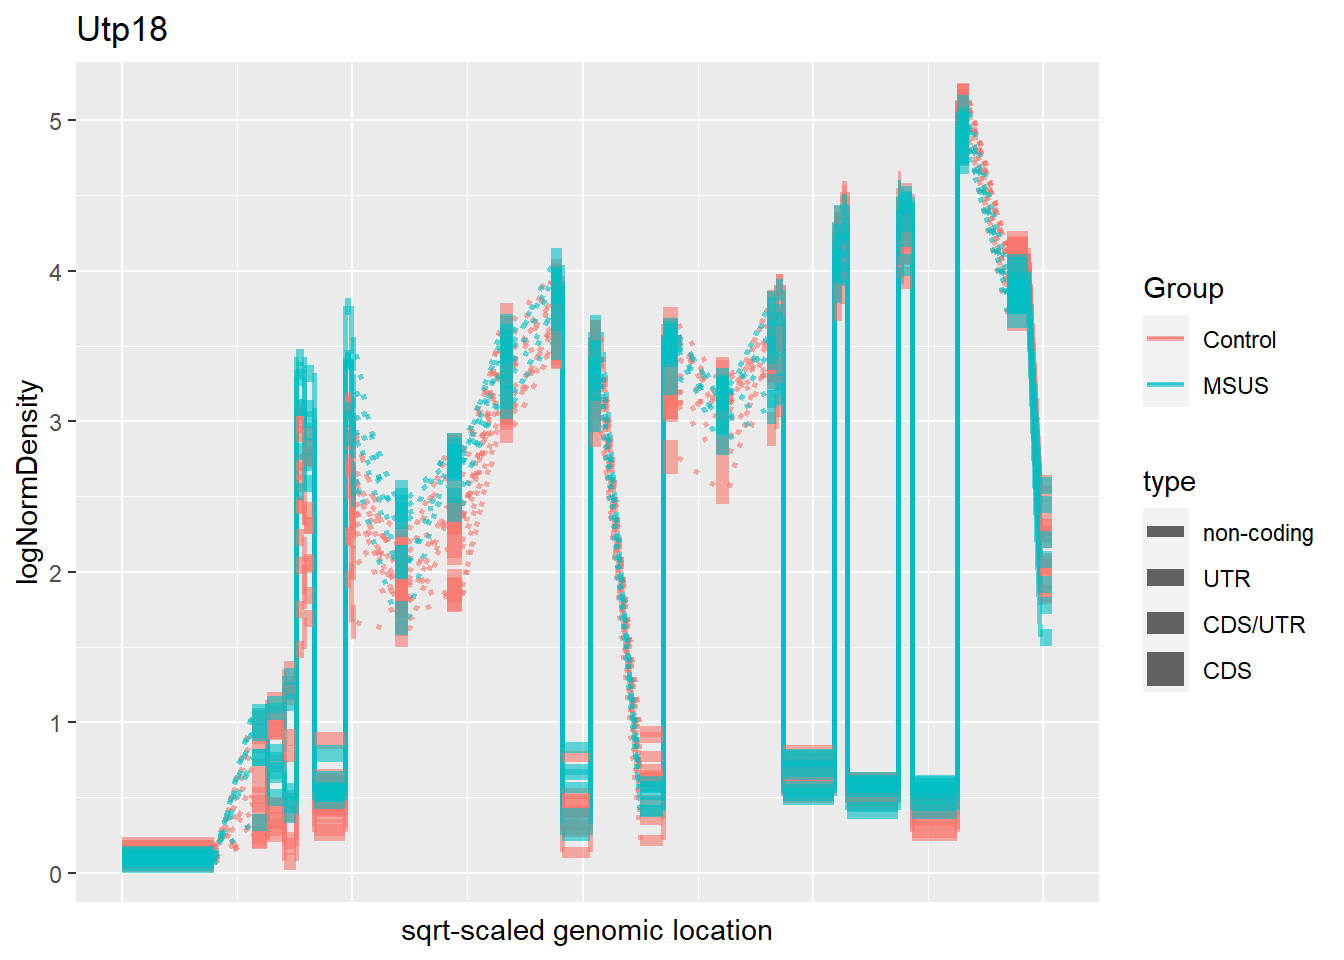 Utp18
logNormDensity
5
4
3
2
1
0
sqrt-scaled genomic location
Group
Control
MSUS
type
non-coding
UTR
CDS/UTR
CDS